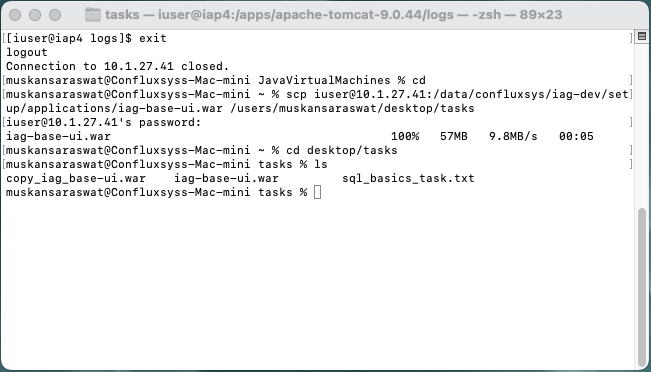 tasks — iuser@iap4:/apps/apache-tomcat-9.0.44/logs — -zsh — 89×23
[[iuser@iap4 logs]$ exit ]
logout
Connection to 10.1.27.41 closed.
[muskansaraswat@Confluxsyss-Mac-mini JavaVirtualMachines % cd ]
[muskansaraswat@Confluxsyss-Mac-mini ~ % scp iuser@10.1.27.41:/data/confluxsys/iag-dev/set]
up/applications/iag-base-ui.war /users/muskansaraswat/desktop/tasks
[iuser@10.1.27.41's password: ]
iag-base-ui.war 100% 57MB 9.8MB/s 00:05
[muskansaraswat@Confluxsyss-Mac-mini ~ % cd desktop/tasks ]
[muskansaraswat@Confluxsyss-Mac-mini tasks % ls ]
copy_iag_base-ui.war iag-base-ui.war sql_basics_task.txt
muskansaraswat@Confluxsyss-Mac-mini tasks %